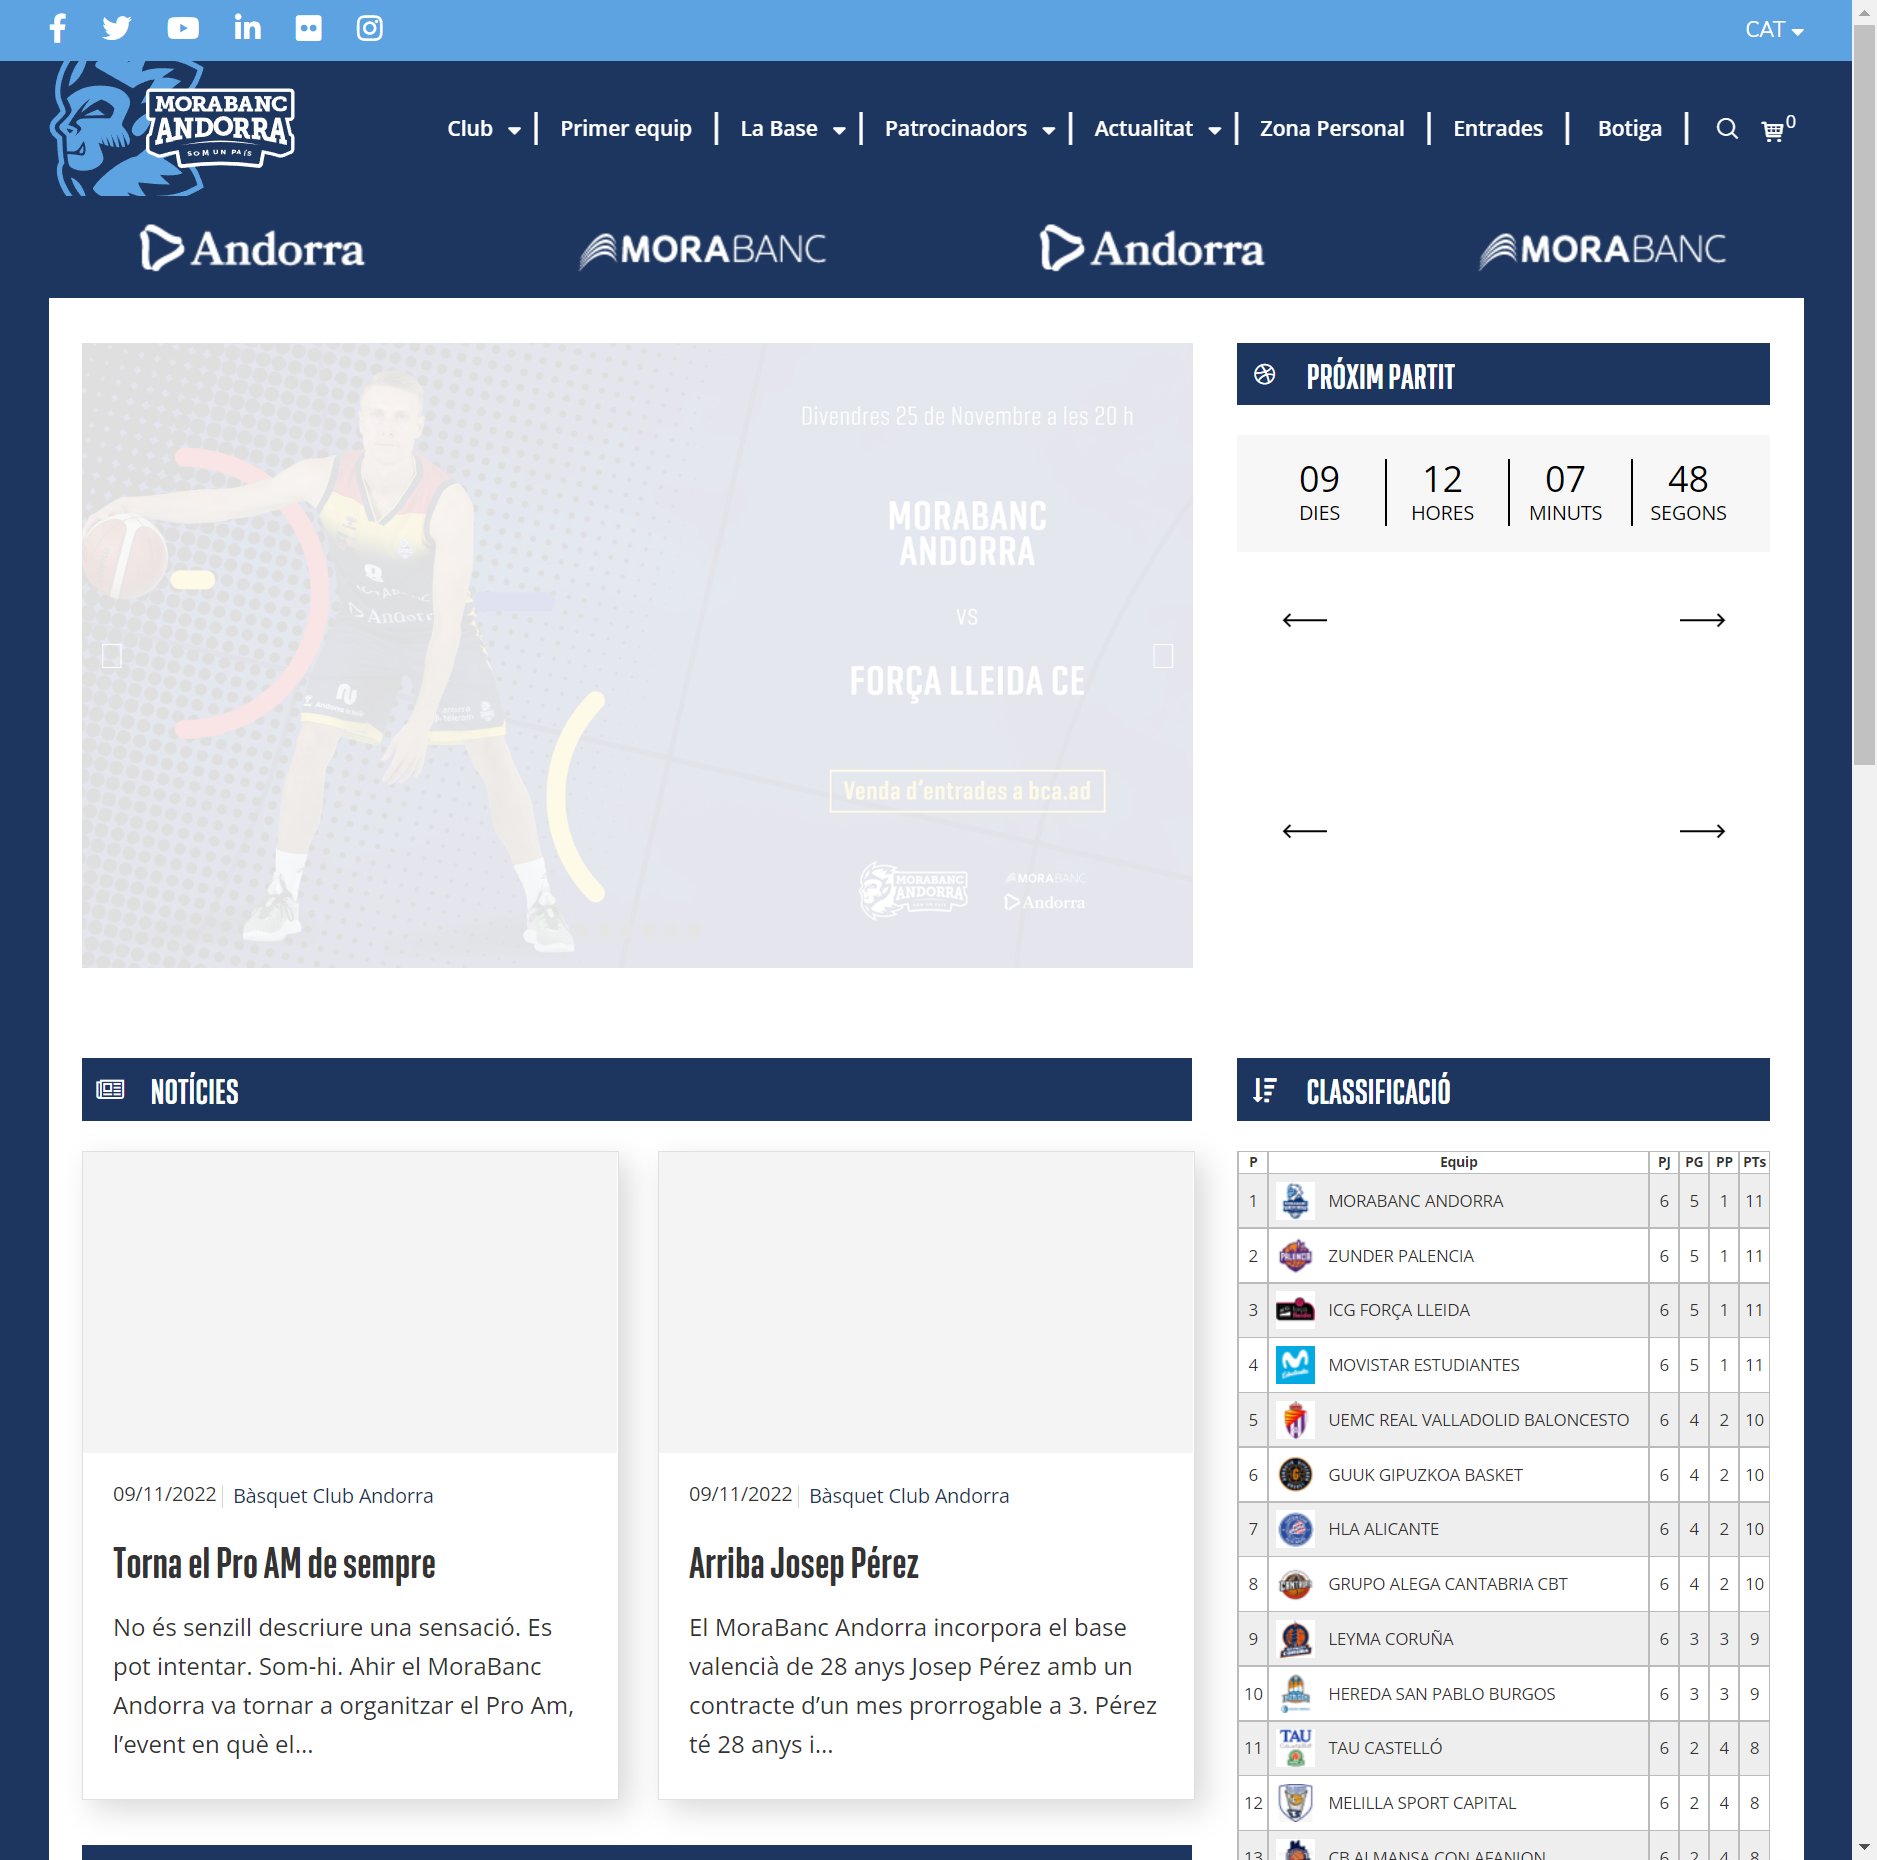 CAT
MORABANC
ANDORRA
SOM UN PAÍS
Club
Primer equip
La Base
Patrocinadors
Actualitat
Zona Personal
Entrades
Botiga
0
Andorra
MORABANC
Andorra
MORABANC
Divendres 25 de Novembre a les 20 h
MORABANC
ANDORRA
VS
FORÇA LLEIDA CE
Venda d'entrades a bca.ad
MORABANC
ANDORRA
MORABANC
Andorra
PRÓXIM PARTIT
09 12 07 48
DIES HORES MINUTS SEGONS
NOTÍCIES
09/11/2022 Bàsquet Club Andorra
Torna el Pro AM de sempre
No és senzill descriure una sensació. Es
pot intentar. Som-hi. Ahir el MoraBanc
Andorra va tornar a organitzar el Pro Am,
l’event en què el...
09/11/2022 Bàsquet Club Andorra
Arriba Josep Pérez
El MoraBanc Andorra incorpora el base
valencià de 28 anys Josep Pérez amb un
contracte d’un mes prorrogable a 3. Pérez
té 28 anys i...
CLASSIFICACIÓ
P Equip PJ PG PP PTs
1 MORABANC ANDORRA 6 5 1 11
2 ZUNDER PALENCIA 6 5 1 11
3 ICG FORÇA LLEIDA 6 5 1 11
4 MOVISTAR ESTUDIANTES 6 5 1 11
5 UEMC REAL VALLADOLID BALONCESTO 6 4 2 10
6 GUUK GIPUZKOA BASKET 6 4 2 10
7 HLA ALICANTE 6 4 2 10
8 GRUPO ALEGA CANTABRIA CBT 6 4 2 10
9 LEYMA CORUÑA 6 3 3 9
10 HEREDA SAN PABLO BURGOS 6 3 3 9
11 TAU CASTELLÓ 6 2 4 8
12 MELILLA SPORT CAPITAL 6 2 4 8
13 CB ALMANSA CON AFANION 6 2 4 8